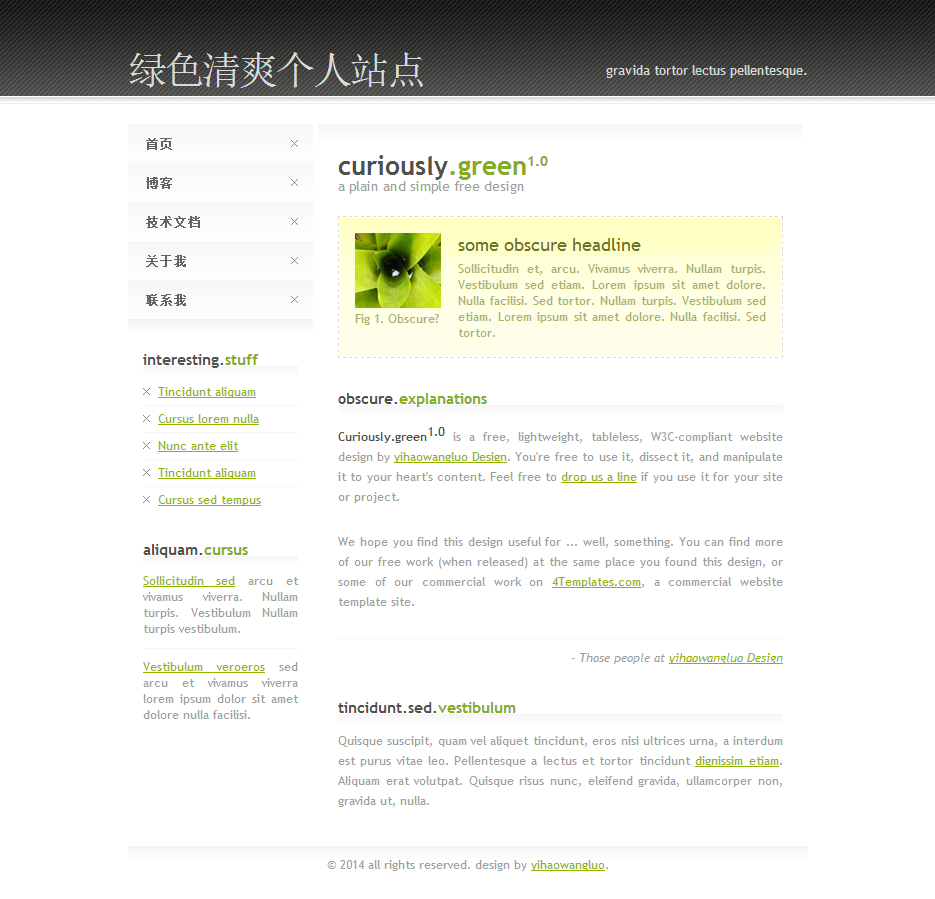 绿色清爽个人站点
gravida tortor lectus pellentesque.
首页
博客
技术文档
关于我
联系我
interesting.stuff
Tincidunt aliquam
Cursus lorem nulla
Nunc ante elit
Tincidunt aliquam
Cursus sed tempus
aliquam.cursus
Sollicitudin sed arcu et
vivamus viverra. Nullam
turpis. Vestibulum Nullam
turpis vestibulum.
Vestibulum veroeros sed
arcu et vivamus viverra
lorem ipsum dolor sit amet
dolore nulla facilisi.
curiously.green1.0
a plain and simple free design
Fig 1. Obscure?
some obscure headline
Sollicitudin et, arcu. Vivamus viverra. Nullam turpis.
Vestibulum sed etiam. Lorem ipsum sit amet dolore.
Nulla facilisi. Sed tortor. Nullam turpis. Vestibulum sed
etiam. Lorem ipsum sit amet dolore. Nulla facilisi. Sed
tortor.
obscure.explanations
Curiously.green1.0 is a free, lightweight, tableless, W3C-compliant website
design by yihaowangluo Design. You're free to use it, dissect it, and manipulate
it to your heart's content. Feel free to drop us a line if you use it for your site
or project.
We hope you find this design useful for ... well, something. You can find more
of our free work (when released) at the same place you found this design, or
some of our commercial work on 4Templates.com, a commercial website
template site.
- Those people at yihaowangluo Design
tincidunt.sed.vestibulum
Quisque suscipit, quam vel aliquet tincidunt, eros nisi ultrices urna, a interdum
est purus vitae leo. Pellentesque a lectus et tortor tincidunt dignissim etiam.
Aliquam erat volutpat. Quisque risus nunc, eleifend gravida, ullamcorper non,
gravida ut, nulla.
© 2014 all rights reserved. design by yihaowangluo.